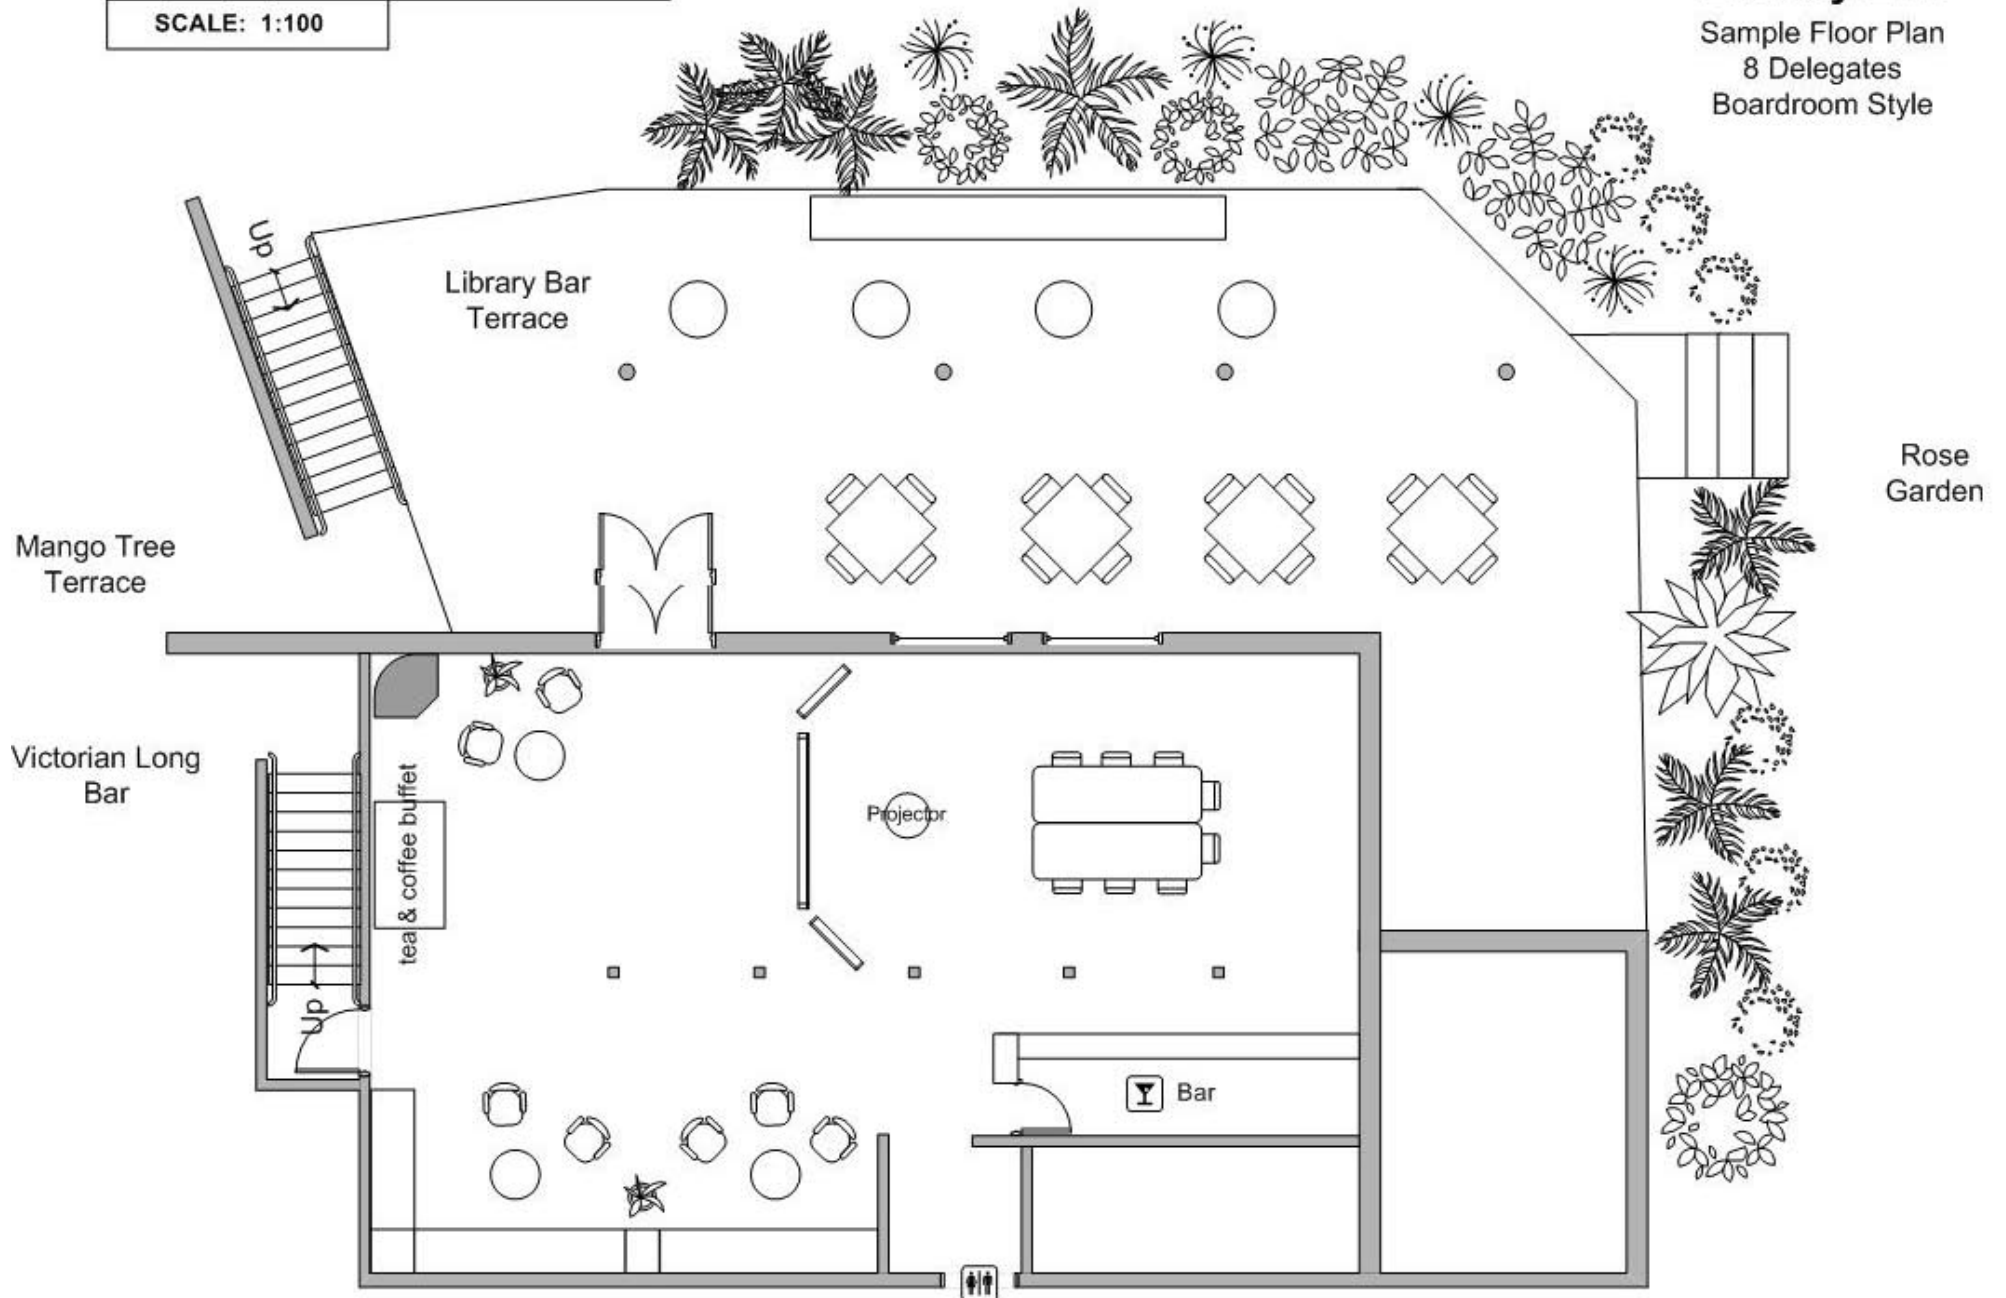 SCALE: 1:100
Sample Floor Plan
8 Delegates
Boardroom Style
Up
Library Bar
Terrace
Rose
Garden
Mango Tree
Terrace
Victorian Long
Bar
tea & coffee buffet
Projector
Up
Bar